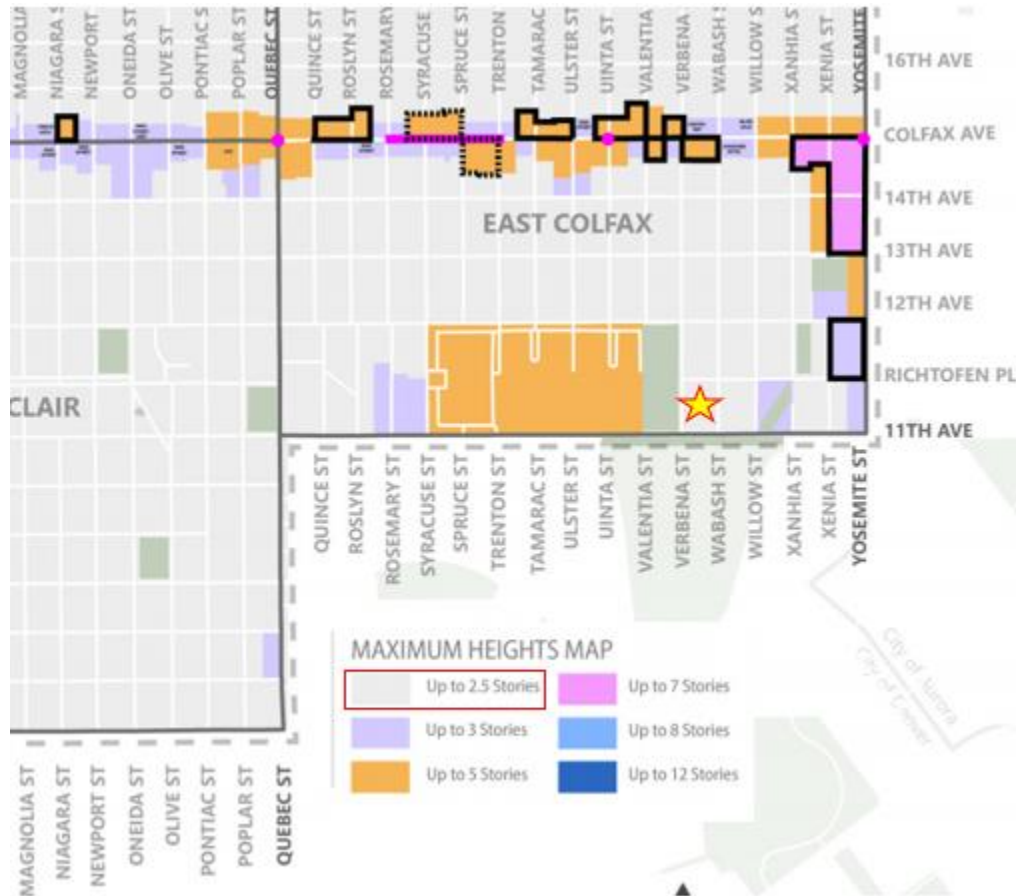 MAGNOLIA
NIAGARA S
NEWPORT
ONEIDA ST
OLIVE ST
PONTIAC S
POPLAR ST
QUEBEC ST
QUINCE ST
ROSLYN ST
ROSEMARY
SYRACUSE
SPRUCE ST
TRENTON
TAMARAC
ULSTER ST
UINTA ST
VALENTIA
VERBENA
WABASH
WILLOW S
XANHIA ST
XENIA ST
YOSEMITE
16TH AVE
COLFAX AVE
14TH AVE
13TH AVE
12TH AVE
RICHTOFEN PL
11TH AVE
EAST COLFAX
CLAIR
QUINCE ST
ROSLYN ST
ROSEMARY ST
SYRACUSE ST
SPRUCE ST
TRENTON ST
TAMARAC ST
ULSTER ST
UINTA ST
VALENTIA ST
VERBENA ST
WABASH ST
WILLOW ST
XANHIA ST
XENIA ST
YOSEMITE ST
City of Aurora
City of Denver
MAXIMUM HEIGHTS MAP
Up to 2.5 Stories
Up to 3 Stories
Up to 5 Stories
Up to 7 Stories
Up to 8 Stories
Up to 12 Stories
MAGNOLIA ST
NIAGARA ST
NEWPORT ST
ONEIDA ST
OLIVE ST
PONTIAC ST
POPLAR ST
QUEBEC ST